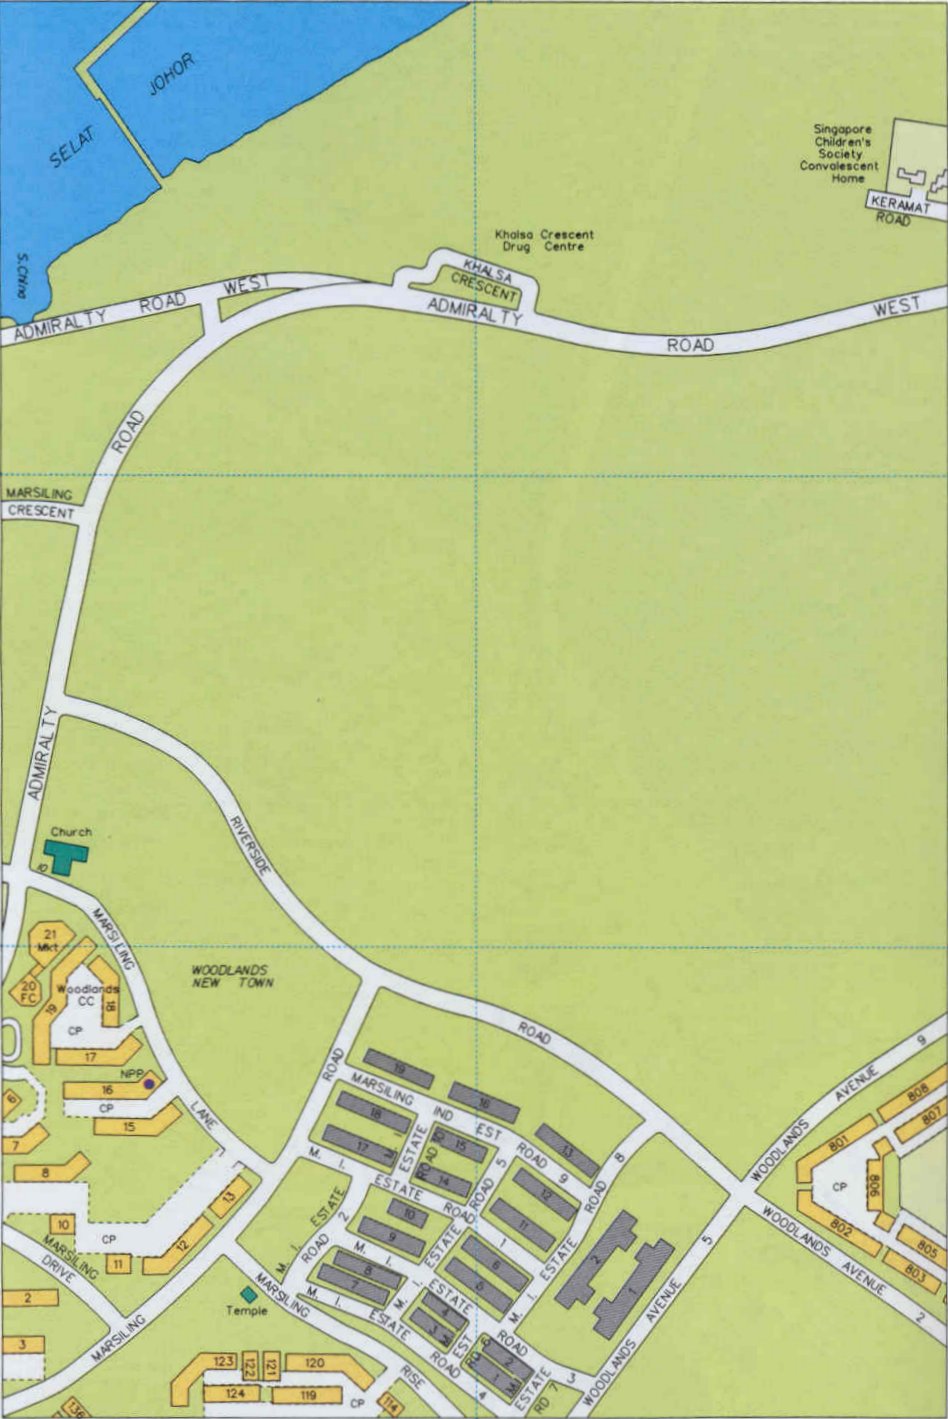 JOHOR
SELAT
S. China
Singapore
Children's
Society
Convalescent
Home
KERAMAT
ROAD
Khalsa Crescent
Drug Centre
KHALSA
CRESCENT
ADMIRALTY ROAD WEST
ADMIRALTY ROAD WEST
ROAD
MARSILING
CRESCENT
ADMIRALTY
Church
10
RIVERSIDE
MARSILING
21
Mkt
20
FC
Woodlands
CC
19
18
CP
17
WOODLANDS
NEW TOWN
NPP
16
CP
15
LANE
ROAD
ROAD
7
8
10
CP
11
12
13
MARSILING
DRIVE
2
3
MARSILING
136
Temple
MARSILING
RISE
123
122
121
120
124
119
CP
114
19
MARSILING IND EST ROAD 9
16
18
17
15
14
13
12
11
10
9
8
7
6
5
4
3
2
1
M. I. ESTATE ROAD 1
M. I. ESTATE ROAD 2
M. I. ESTATE ROAD 3
M. I. ESTATE ROAD 4
M. I. ESTATE ROAD 5
M. I. EST RD 6
M. I. ESTATE RD 7
M. I. ESTATE ROAD 8
2
1
WOODLANDS AVENUE 5
WOODLANDS AVENUE 9
WOODLANDS AVENUE 2
801
808
807
CP
806
802
805
803